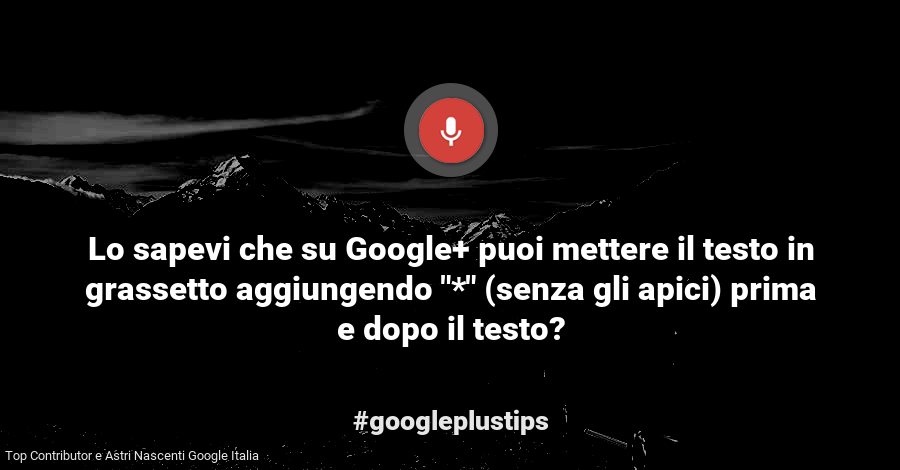 Lo sapevi che su Google+ puoi mettere il testo in
grassetto aggiungendo "*" (senza gli apici) prima
e dopo il testo?
#googleplustips
Top Contributor e Astri Nascenti Google Italia